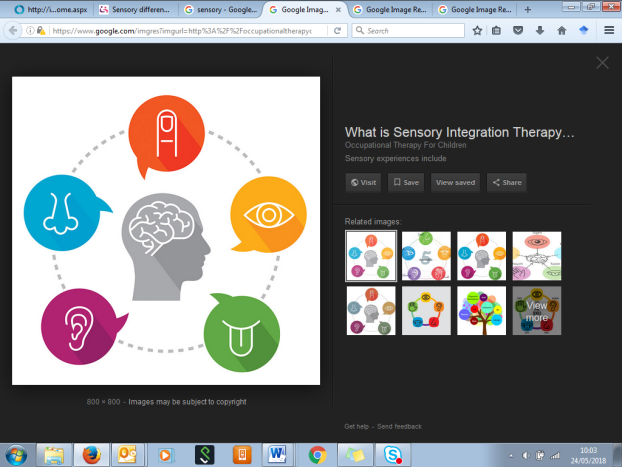 http://i...ome.aspx
Sensory differen...
sensory - Google...
Google Imag...
Google Image Re...
Google Image Re...
https://www.google.com/imgres?imgurl=http%3A%2F%2Foccupationaltherapyc
Search
What is Sensory Integration Therapy…
Occupational Therapy For Children
Sensory experiences include
Visit
Save
View saved
Share
Related images:
View
more
800 × 800 - Images may be subject to copyright
Get help - Send feedback
10:03
24/05/2018